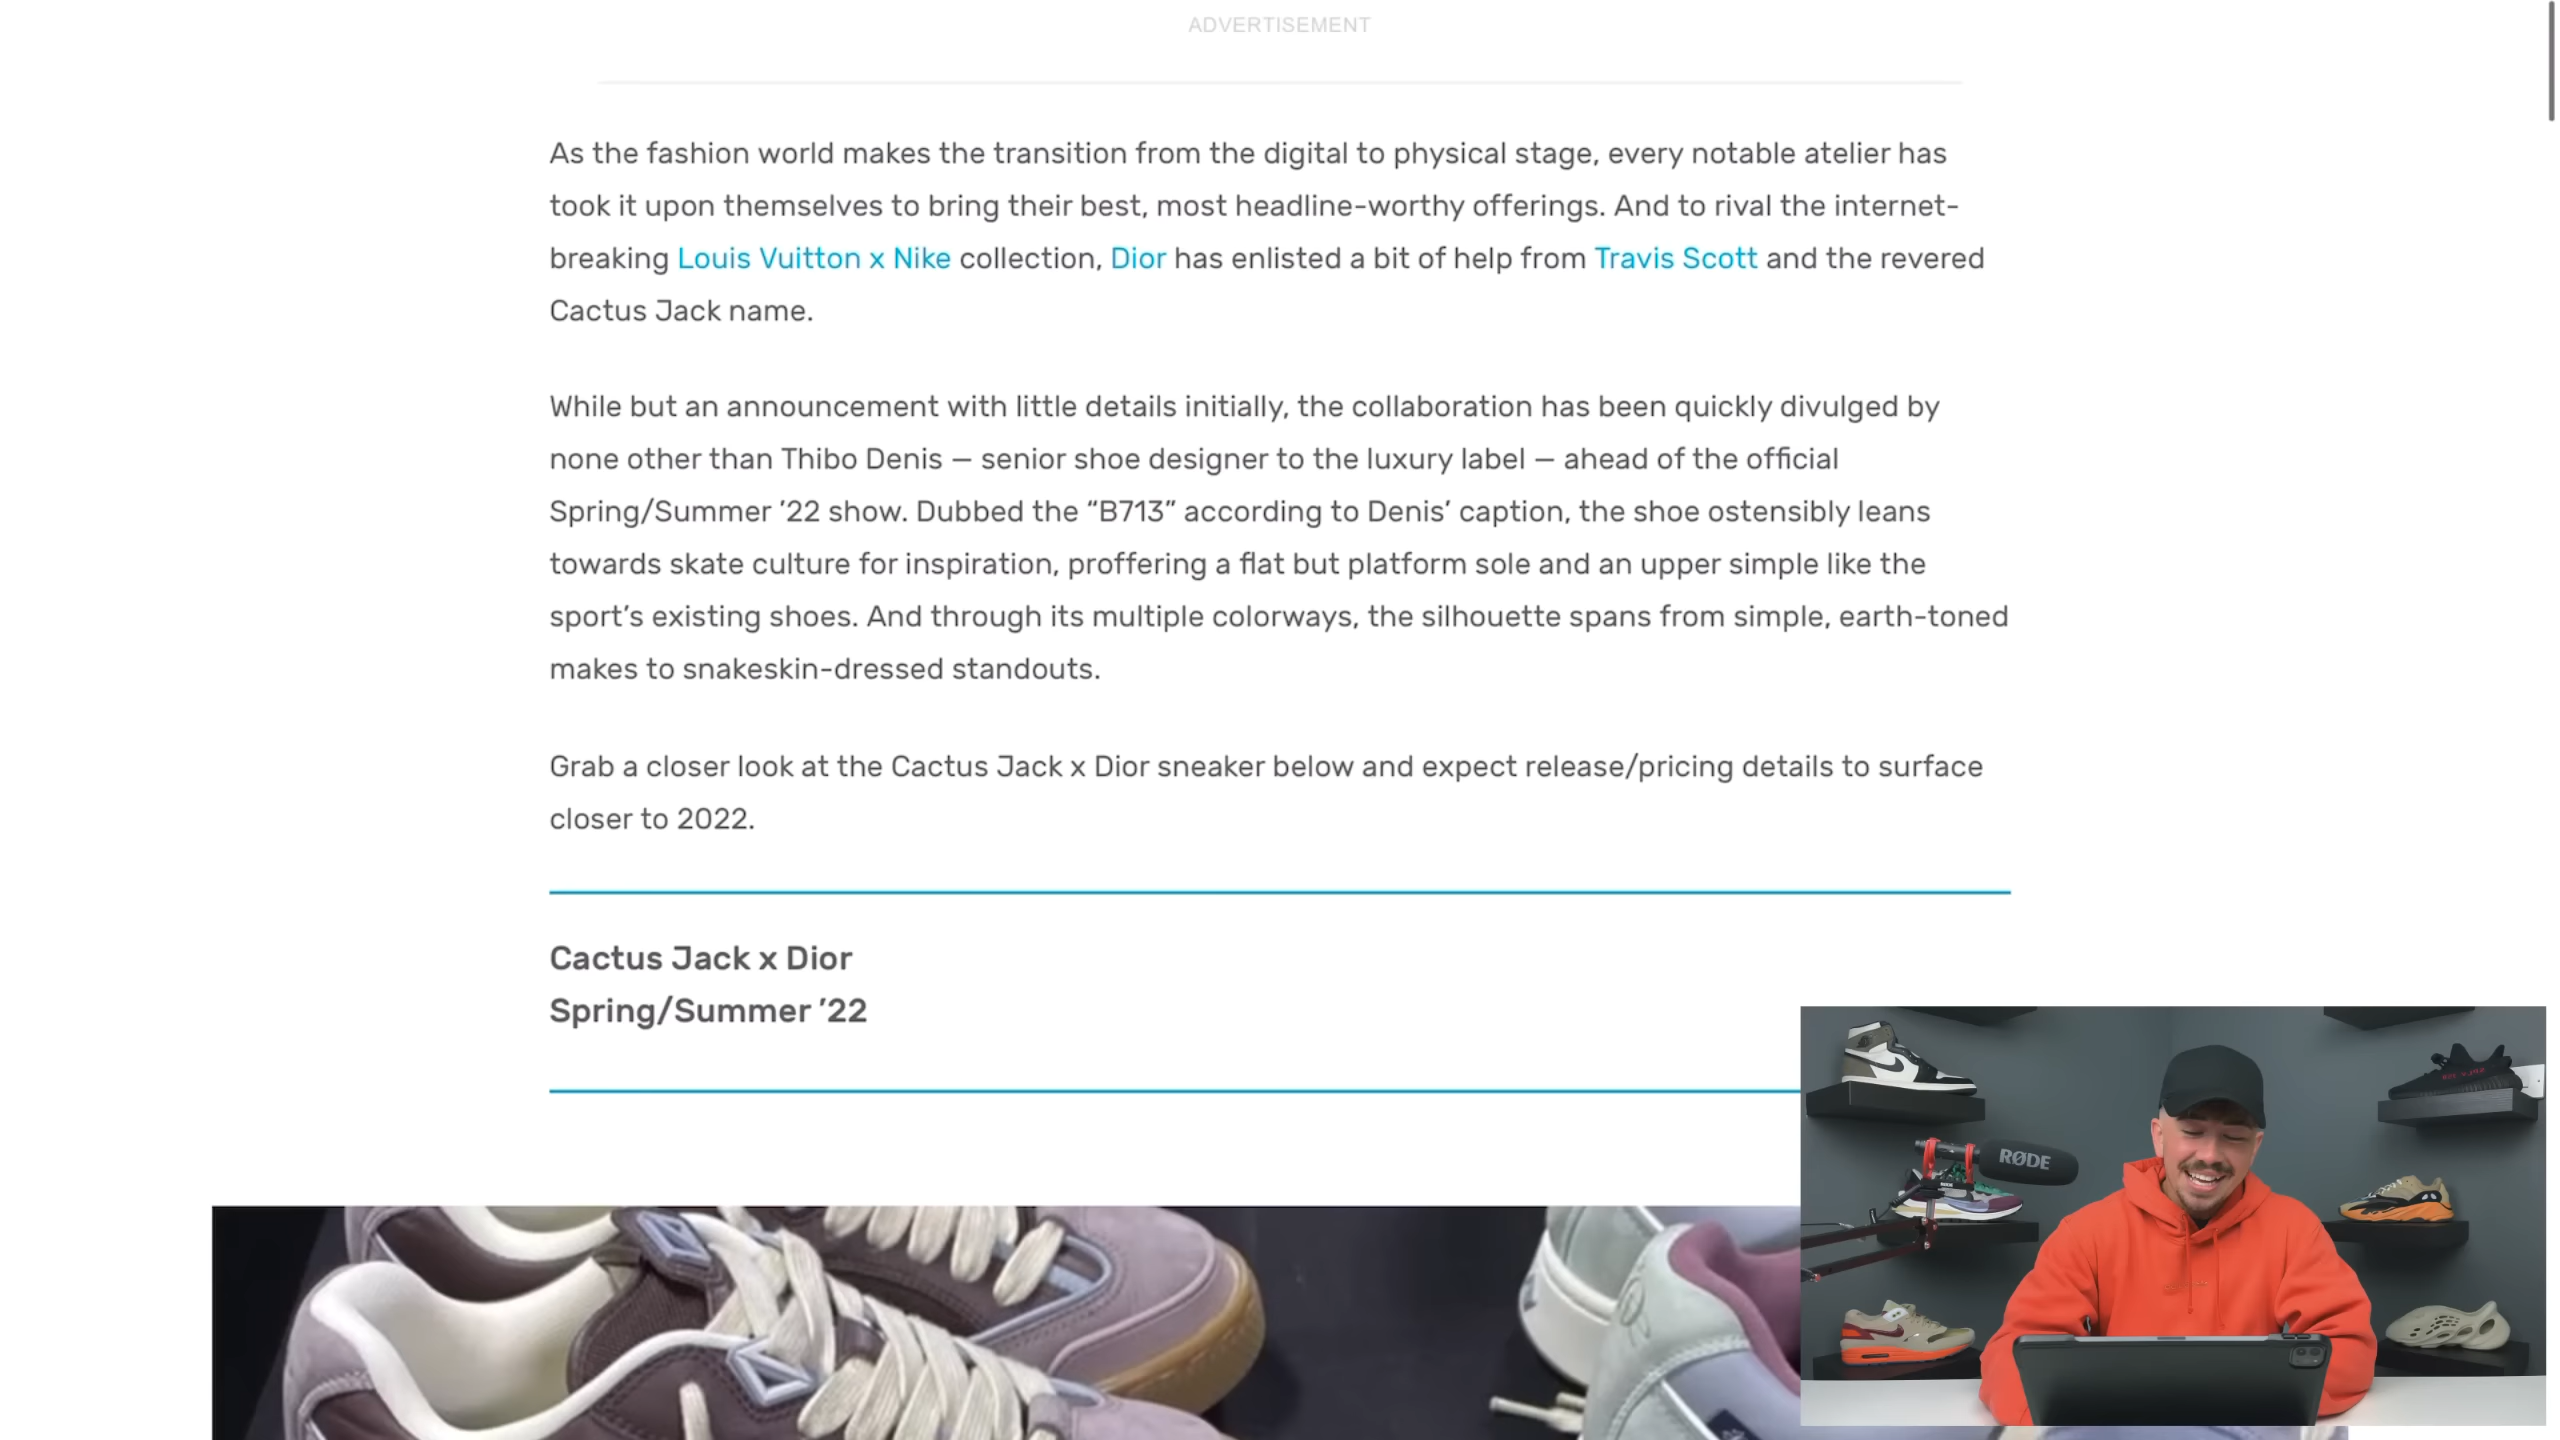 ADVERTISEMENT
As the fashion world makes the transition from the digital to physical stage, every notable atelier has
took it upon themselves to bring their best, most headline-worthy offerings. And to rival the internet-
breaking Louis Vuitton x Nike collection, Dior has enlisted a bit of help from Travis Scott and the revered
Cactus Jack name.
While but an announcement with little details initially, the collaboration has been quickly divulged by
none other than Thibo Denis — senior shoe designer to the luxury label — ahead of the official
Spring/Summer ’22 show. Dubbed the “B713” according to Denis’ caption, the shoe ostensibly leans
towards skate culture for inspiration, proffering a flat but platform sole and an upper simple like the
sport’s existing shoes. And through its multiple colorways, the silhouette spans from simple, earth-toned
makes to snakeskin-dressed standouts.
Grab a closer look at the Cactus Jack x Dior sneaker below and expect release/pricing details to surface
closer to 2022.
Cactus Jack x Dior
Spring/Summer ’22
RØDE